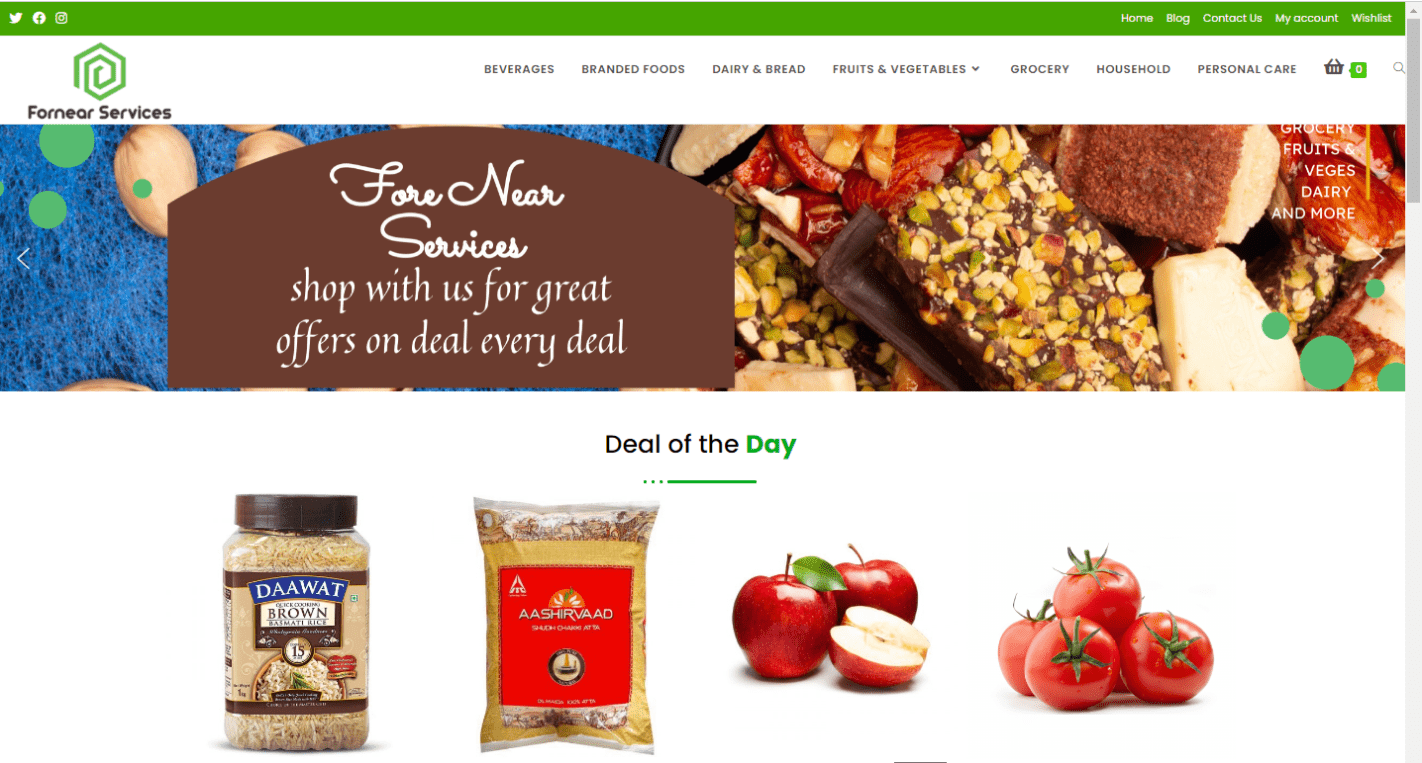 Home Blog Contact Us My account Wishlist
Fornear Services
BEVERAGES BRANDED FOODS DAIRY & BREAD FRUITS & VEGETABLES GROCERY HOUSEHOLD PERSONAL CARE 0
Fore Near
Services
shop with us for great
offers on deal every deal
GROCERY
FRUITS &
VEGES
DAIRY
AND MORE
Deal of the Day
DAAWAT
QUICK COOKING
BROWN
BASMATI RICE
15
AASHIRVAAD
SHUDH CHAKKI ATTA